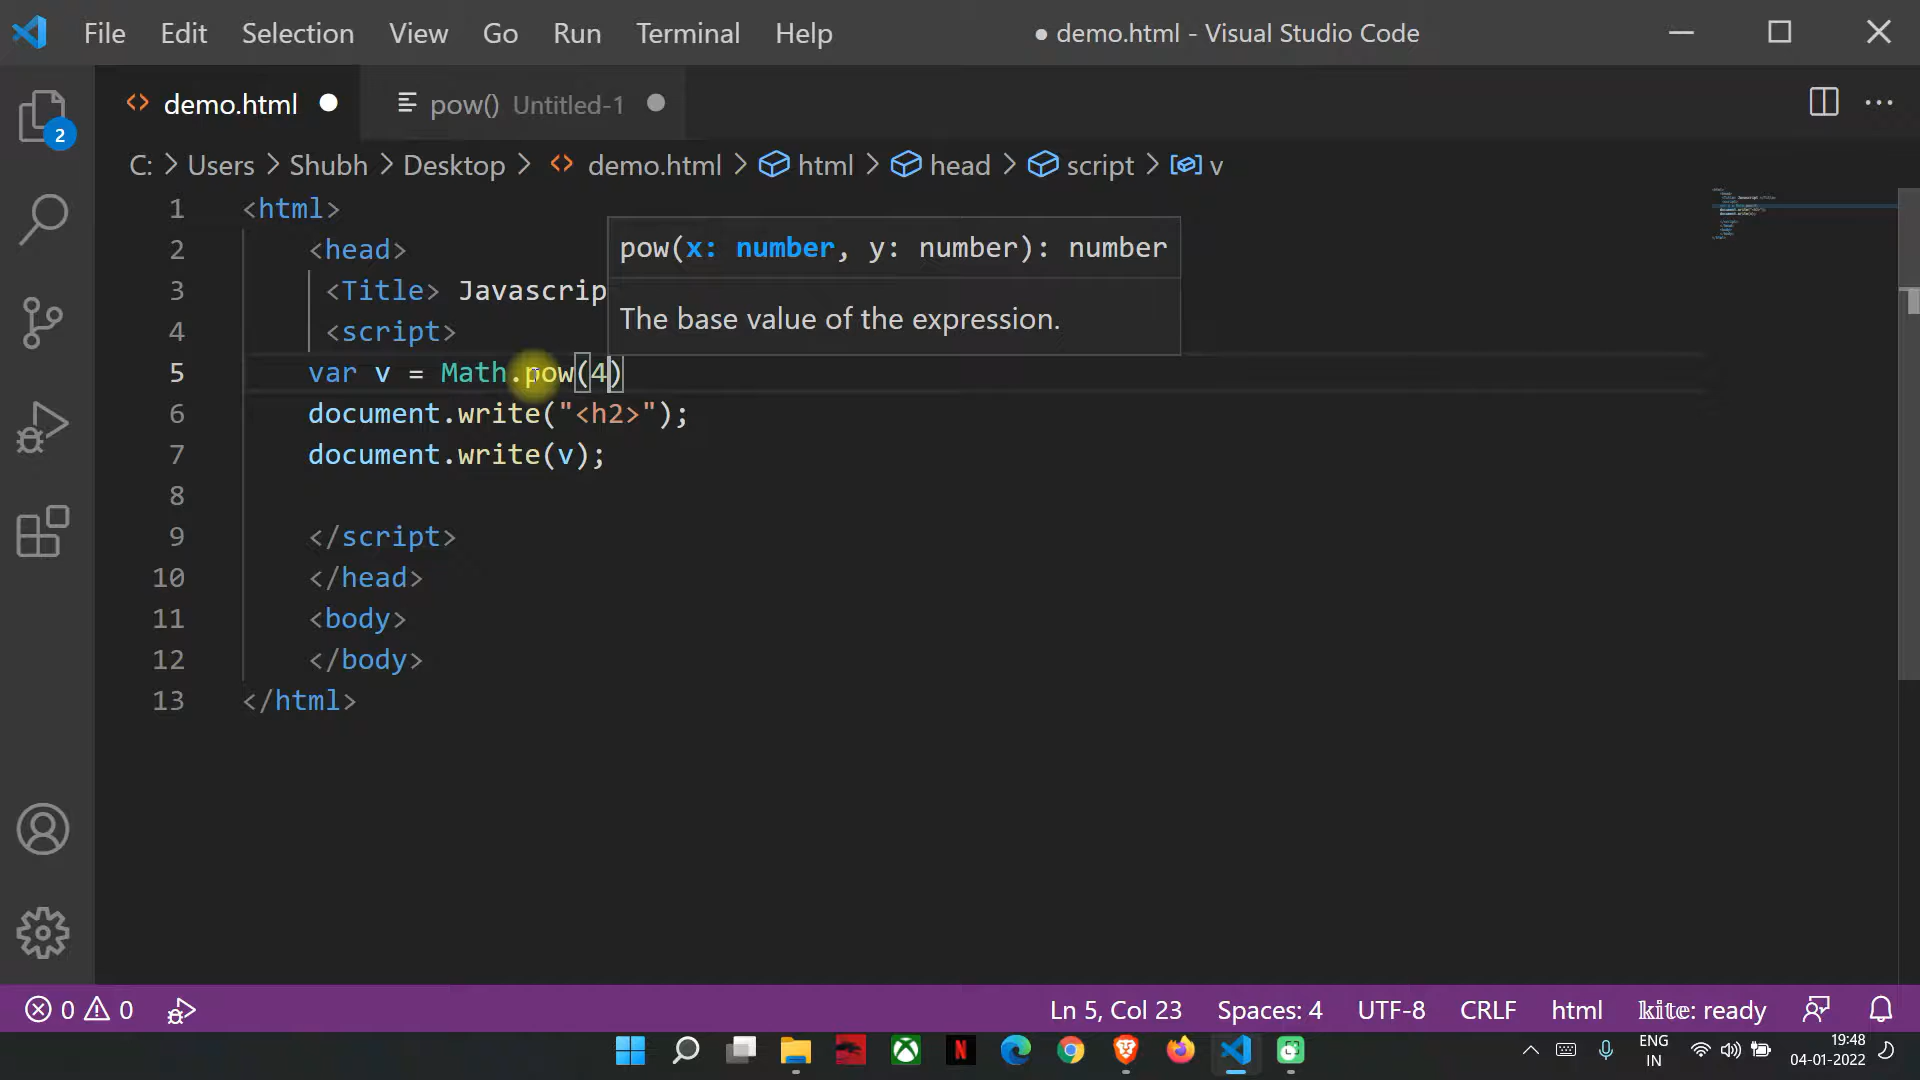 File Edit Selection View Go Run Terminal Help ● demo.html - Visual Studio Code
demo.html pow() Untitled-1
2
C: > Users > Shubh > Desktop > demo.html > html > head > script > v
1 <html>
pow(x: number, y: number): number
2 <head>
3 <Title> Javascrip
The base value of the expression.
4 <script>
5 var v = Math.pow(4)
6 document.write("<h2>");
7 document.write(v);
8
9 </script>
10 </head>
11 <body>
12 </body>
13 </html>
0 0 Ln 5, Col 23 Spaces: 4 UTF-8 CRLF html kite: ready
ENG
IN
19:48
04-01-2022